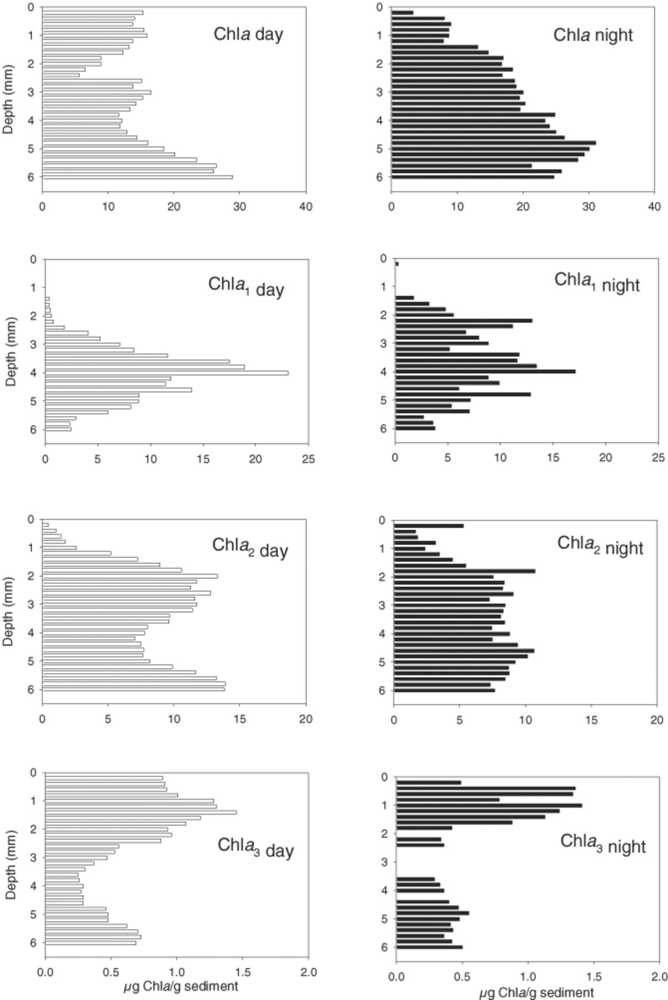 0
1
2
3
4
5
6
Depth (mm)
Chla day
0 10 20 30 40
0
1
2
3
4
5
6
Chla night
0 10 20 30 40
0
1
2
3
4
5
6
Depth (mm)
Chla1 day
0 5 10 15 20 25
0
1
2
3
4
5
6
Chla1 night
0 5 10 15 20 25
0
1
2
3
4
5
6
Depth (mm)
Chla2 day
0 5 10 15 20
0
1
2
3
4
5
6
Chla2 night
0 5 10 15 20
0
1
2
3
4
5
6
Depth (mm)
Chla3 day
0.0 0.5 1.0 1.5 2.0
µg Chla/g sediment
0
1
2
3
4
5
6
Chla3 night
0.0 0.5 1.0 1.5 2.0
µg Chla/g sediment